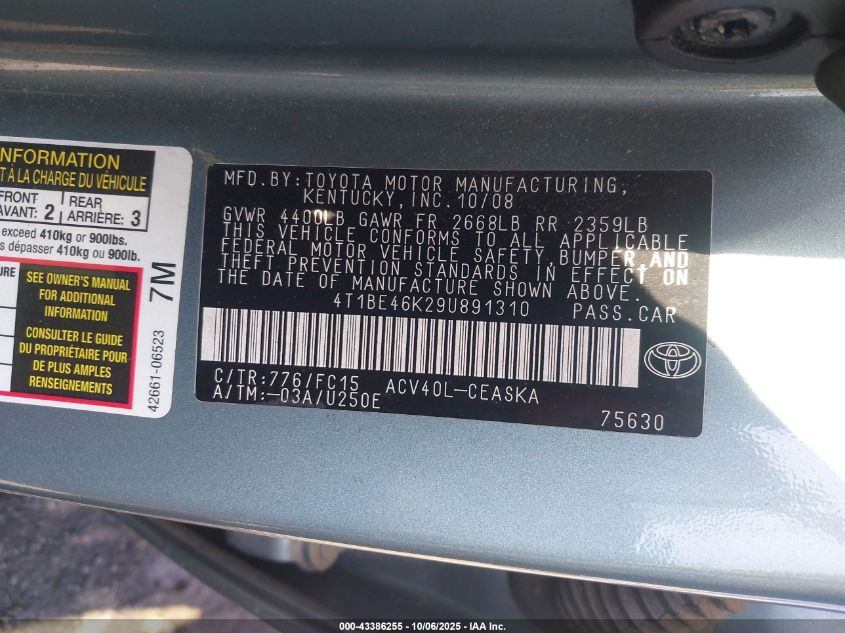 NFORMATION
T À LA CHARGE DU VÉHICULE
FRONT
AVANT: 2
REAR
ARRIÈRE: 3
exceed 410kg or 900lbs.
s dépasser 410kg ou 900lb.
SEE OWNER'S MANUAL
FOR ADDITIONAL
INFORMATION
CONSULTER LE GUIDE
DU PROPRIÉTAIRE POUR
DE PLUS AMPLES
RENSEIGNEMENTS
7M
42661-06523
MFD.BY:TOYOTA MOTOR MANUFACTURING,
KENTUCKY, INC. 10/08
GVWR 4400LB GAWR FR 2668LB RR 2359LB
THIS VEHICLE CONFORMS TO ALL APPLICABLE
FEDERAL MOTOR VEHICLE SAFETY, BUMPER, AND
THEFT PREVENTION STANDARDS IN EFFECT ON
THE DATE OF MANUFACTURE SHOWN ABOVE.
4T1BE46K29U891310 PASS.CAR
C/TR:776/FC15 ACV40L-CEASKA
A/TM:-03A/U250E
75630
000-43386255 - 10/06/2025 - IAA Inc.